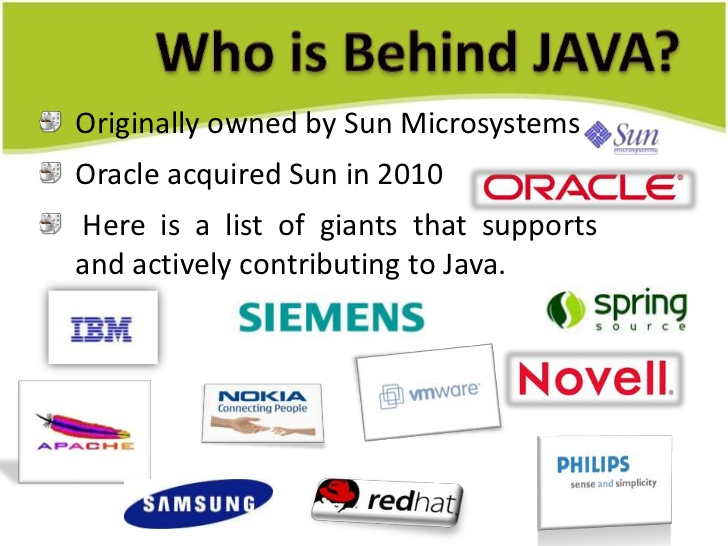 Who is Behind JAVA?
Originally owned by Sun Microsystems
Sun
microsystems
Oracle acquired Sun in 2010
ORACLE®
Here is a list of giants that supports
and actively contributing to Java.
IBM
SIEMENS
spring
source
APACHE
NOKIA
Connecting People
vmware®
Novell®
SAMSUNG
redhat
PHILIPS
sense and simplicity